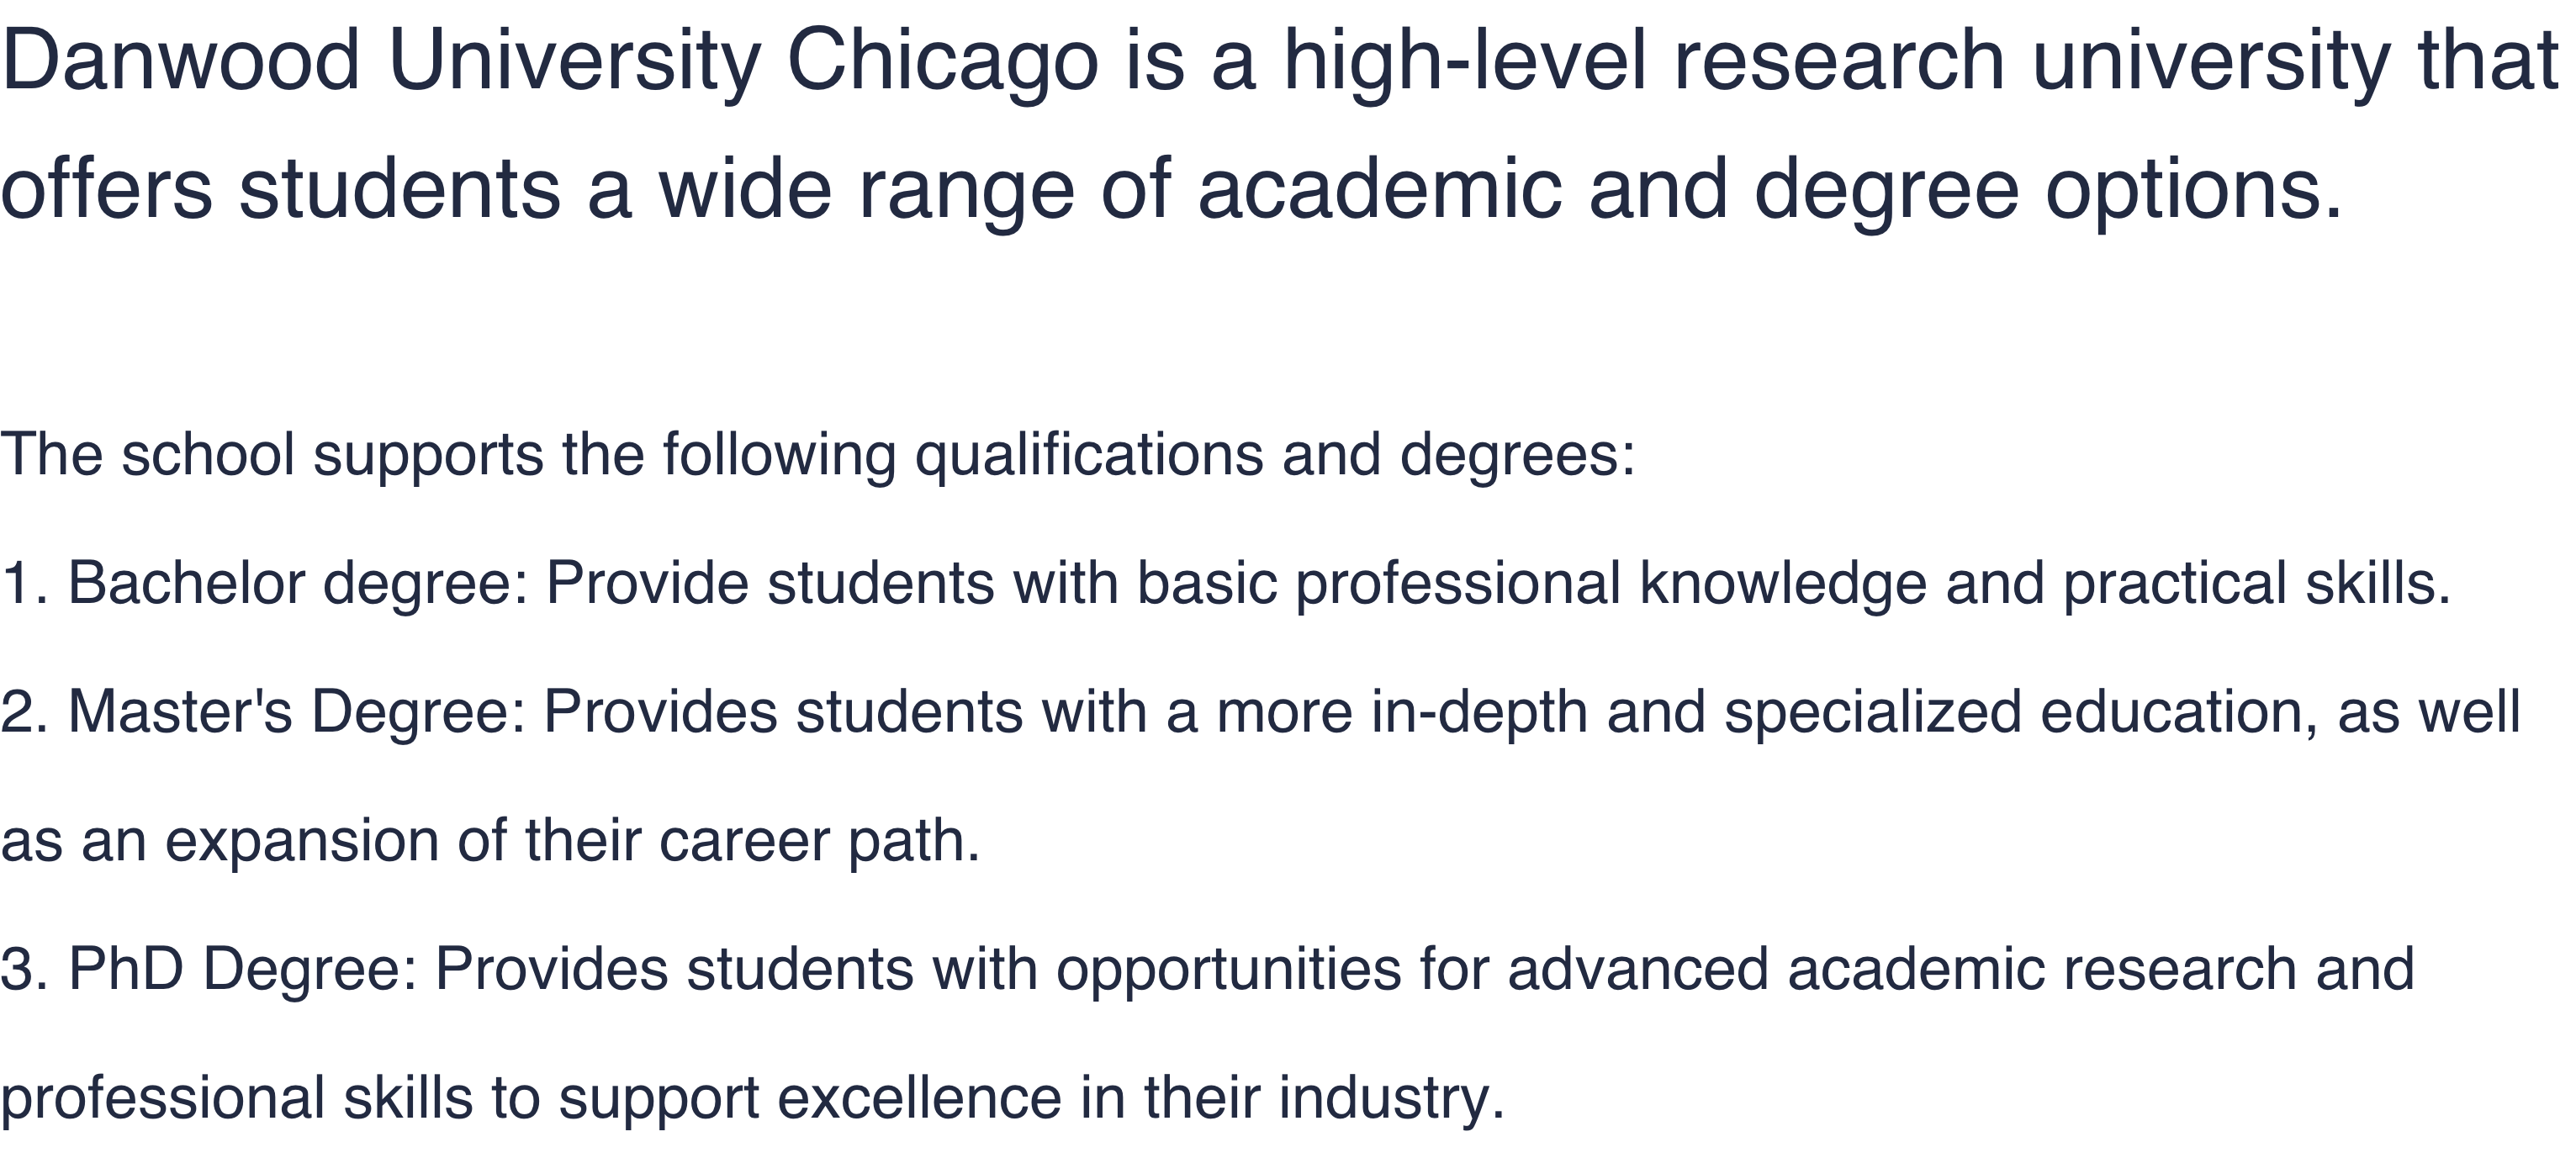 Danwood University Chicago is a high-level research university that
offers students a wide range of academic and degree options.
The school supports the following qualifications and degrees:
1. Bachelor degree: Provide students with basic professional knowledge and practical skills.
2. Master's Degree: Provides students with a more in-depth and specialized education, as well
as an expansion of their career path.
3. PhD Degree: Provides students with opportunities for advanced academic research and
professional skills to support excellence in their industry.